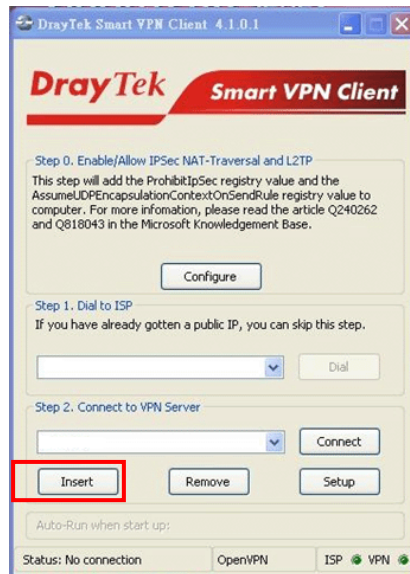 DrayTek Smart VPN Client 4.1.0.1
DrayTek Smart VPN Client
Step 0. Enable/Allow IPSec NAT-Traversal and L2TP
This step will add the ProhibitIpSec registry value and the
AssumeUDPEncapsulationContextOnSendRule registry value to
computer. For more infomation, please read the article Q240262
and Q818043 in the Microsoft Knowledgement Base.
Configure
Step 1. Dial to ISP
If you have already gotten a public IP, you can skip this step.
Dial
Step 2. Connect to VPN Server
Connect
Insert Remove Setup
Auto-Run when start up:
Status: No connection OpenVPN ISP VPN